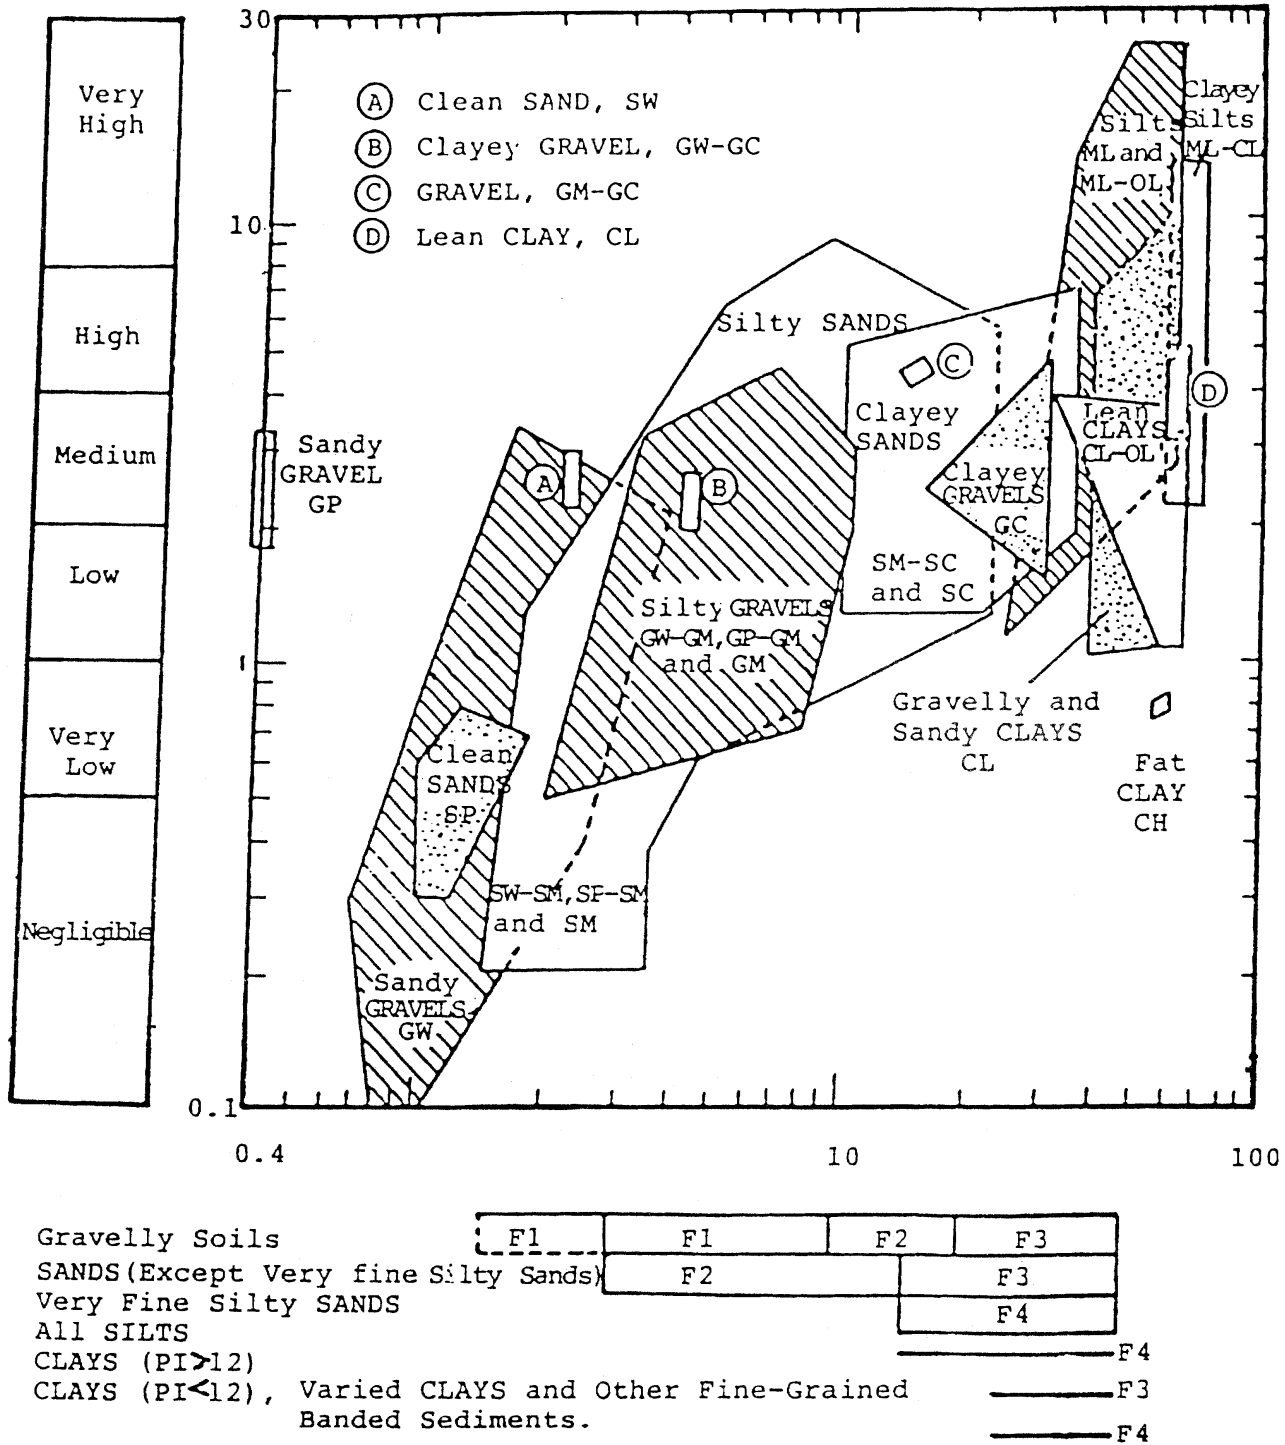 30
Very
High
Ⓐ Clean SAND, SW
Ⓑ Clayey GRAVEL, GW-GC
Ⓒ GRAVEL, GM-GC
Ⓓ Lean CLAY, CL
Clayey
Silts
ML-CL
Silts
ML and
ML-OL
10
High
Silty SANDS
C
D
Clayey
SANDS
Lean
CLAYS
CL-OL
Medium
Sandy
GRAVEL
GP
A
B
Clayey
GRAVELS
GC
Low
SM-SC
and SC
Silty GRAVELS
GW-GM, GP-GM
and GM
1
Gravelly and
Sandy CLAYS
CL
Very
Low
Clean
SANDS
SP
Fat
CLAY
CH
SW-SM, SP-SM
and SM
Negligible
Sandy
GRAVELS
GW
0.1
0.4
10
100
Gravelly Soils F1 F1 F2 F3
SANDS (Except Very fine Silty Sands) F2 F3
Very Fine Silty SANDS F4
All SILTS F4
CLAYS (PI>12) F3
CLAYS (PI<12), Varied CLAYS and Other Fine-Grained
Banded Sediments. F4